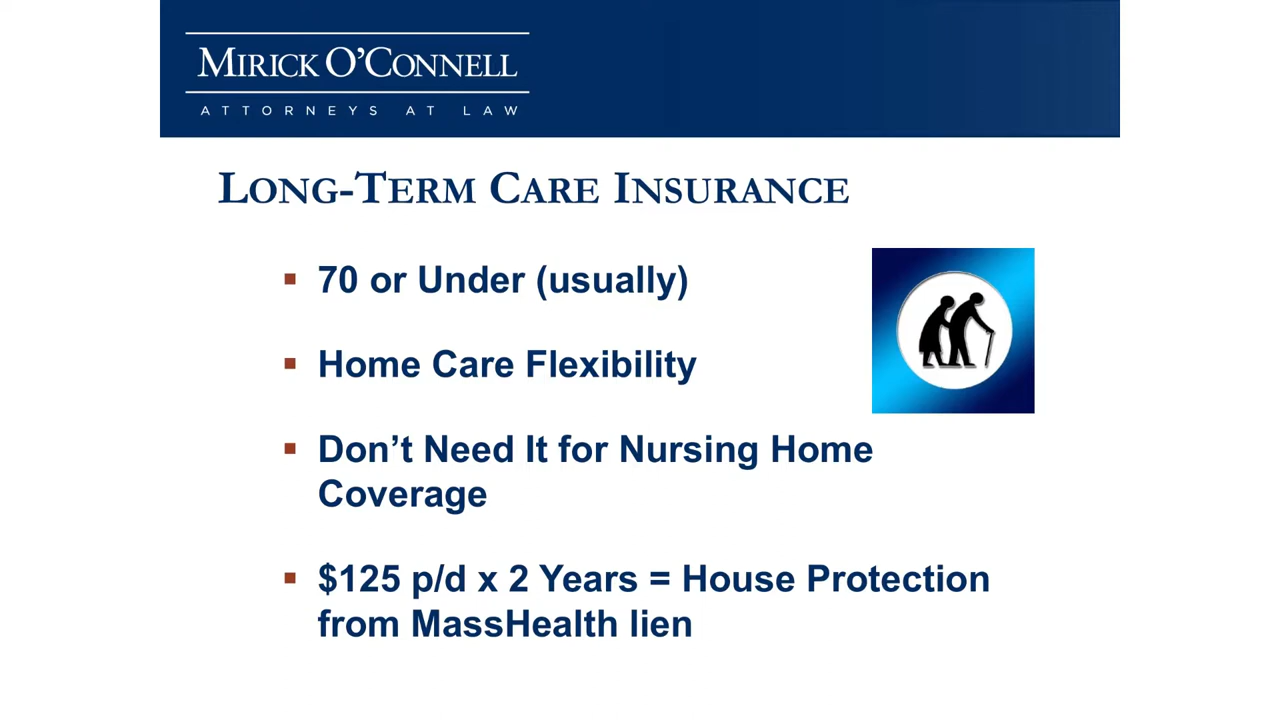 MIRICK O’CONNELL
ATTORNEYS AT LAW
LONG-TERM CARE INSURANCE
▪ 70 or Under (usually)
▪ Home Care Flexibility
▪ Don’t Need It for Nursing Home
Coverage
▪ $125 p/d x 2 Years = House Protection
from MassHealth lien